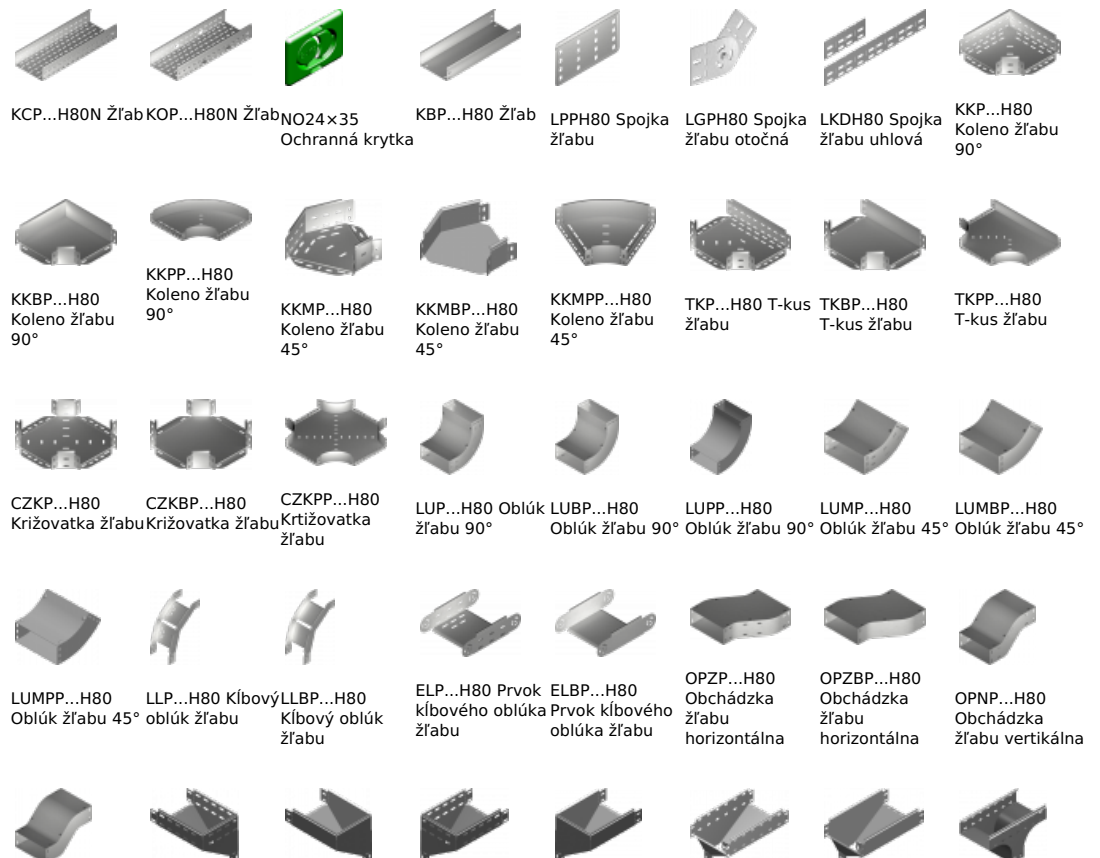 KCP...H80N Žľab
KOP...H80N Žľab
NO24×35
Ochranná krytka
KBP...H80 Žľab
LPPH80 Spojka
žľabu
LGPH80 Spojka
žľabu otočná
LKDH80 Spojka
žľabu uhlová
KKP...H80
Koleno žľabu
90°
KKBP...H80
Koleno žľabu
90°
KKPP...H80
Koleno žľabu
90°
KKMP...H80
Koleno žľabu
45°
KKMBP...H80
Koleno žľabu
45°
KKMPP...H80
Koleno žľabu
45°
TKP...H80 T-kus
žľabu
TKBP...H80
T-kus žľabu
TKPP...H80
T-kus žľabu
CZKP...H80
Križovatka žľabu
CZKBP...H80
Križovatka žľabu
CZKPP...H80
Krtižovatka
žľabu
LUP...H80 Oblúk
žľabu 90°
LUBP...H80
Oblúk žľabu 90°
LUPP...H80
Oblúk žľabu 90°
LUMP...H80
Oblúk žľabu 45°
LUMBP...H80
Oblúk žľabu 45°
LUMPP...H80
Oblúk žľabu 45°
LLP...H80 Kĺbový
oblúk žľabu
LLBP...H80
Kĺbový oblúk
žľabu
ELP...H80 Prvok
kĺbového oblúka
žľabu
ELBP...H80
Prvok kĺbového
oblúka žľabu
OPZP...H80
Obchádzka
žľabu
horizontálna
OPZBP...H80
Obchádzka
žľabu
horizontálna
OPNP...H80
Obchádzka
žľabu vertikálna